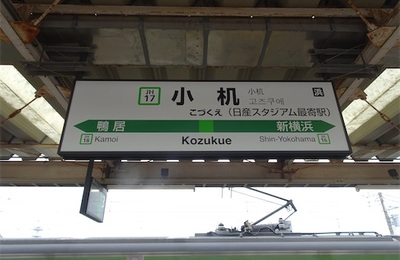 JH 17
小机
小机
고즈쿠에
浜
こづくえ（日産スタジアム最寄駅）
鴨居
新横浜
JH 18
Kamoi
Kozukue
Shin-Yokohama
JH 16